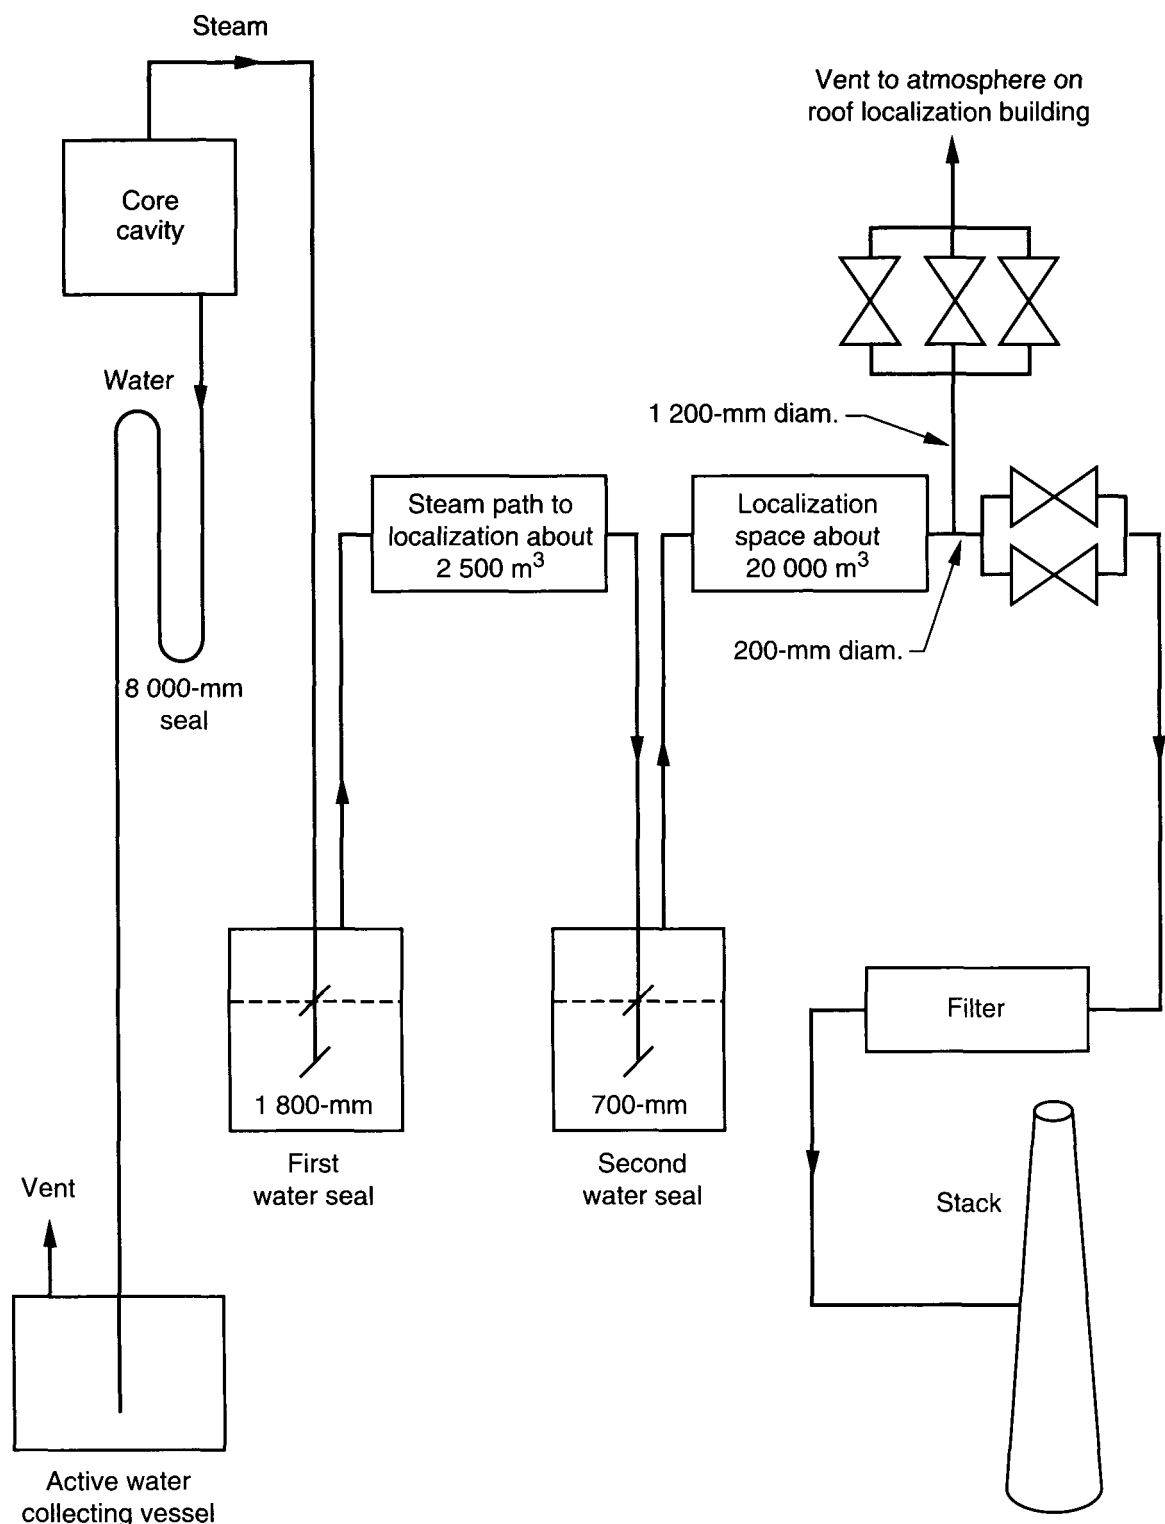 Steam
Vent to atmosphere on
roof localization building
Core
cavity
Water
1 200-mm diam.
Steam path to
localization about
2 500 m³
Localization
space about
20 000 m³
200-mm diam.
8 000-mm
seal
Filter
1 800-mm
700-mm
First
water seal
Second
water seal
Vent
Stack
Active water
collecting vessel